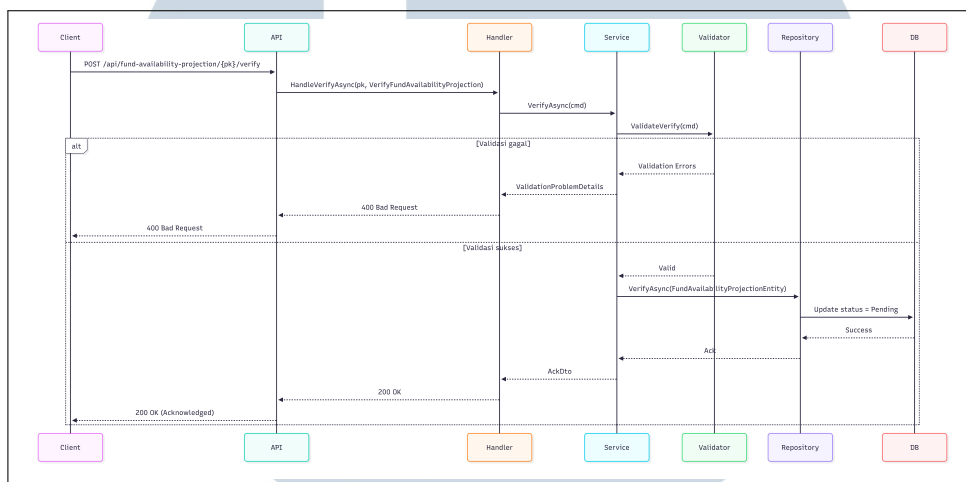 Client API Handler Service Validator Repository DB
POST /api/fund-availability-projection/{pk}/verify
HandleVerifyAsync(pk, VerifyFundAvailabilityProjection)
VerifyAsync(cmd)
ValidateVerify(cmd)
alt
[Validasi gagal]
Validation Errors
ValidationProblemDetails
400 Bad Request
400 Bad Request
[Validasi sukses]
Valid
VerifyAsync(FundAvailabilityProjectionEntity)
Update status = Pending
Success
Ack
AckDto
200 OK
200 OK (Acknowledged)
Client API Handler Service Validator Repository DB